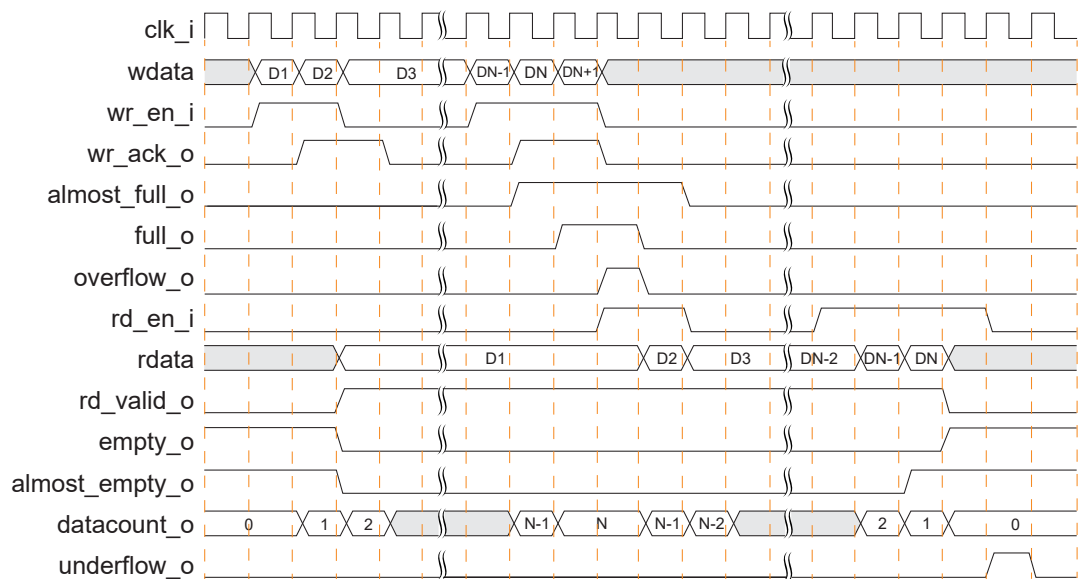 clk_i
wdata D1 D2 D3 DN-1 DN DN+1
wr_en_i
wr_ack_o
almost_full_o
full_o
overflow_o
rd_en_i
rdata D1 D2 D3 DN-2 DN-1 DN
rd_valid_o
empty_o
almost_empty_o
datacount_o 0 1 2 N-1 N N-1 N-2 2 1 0
underflow_o